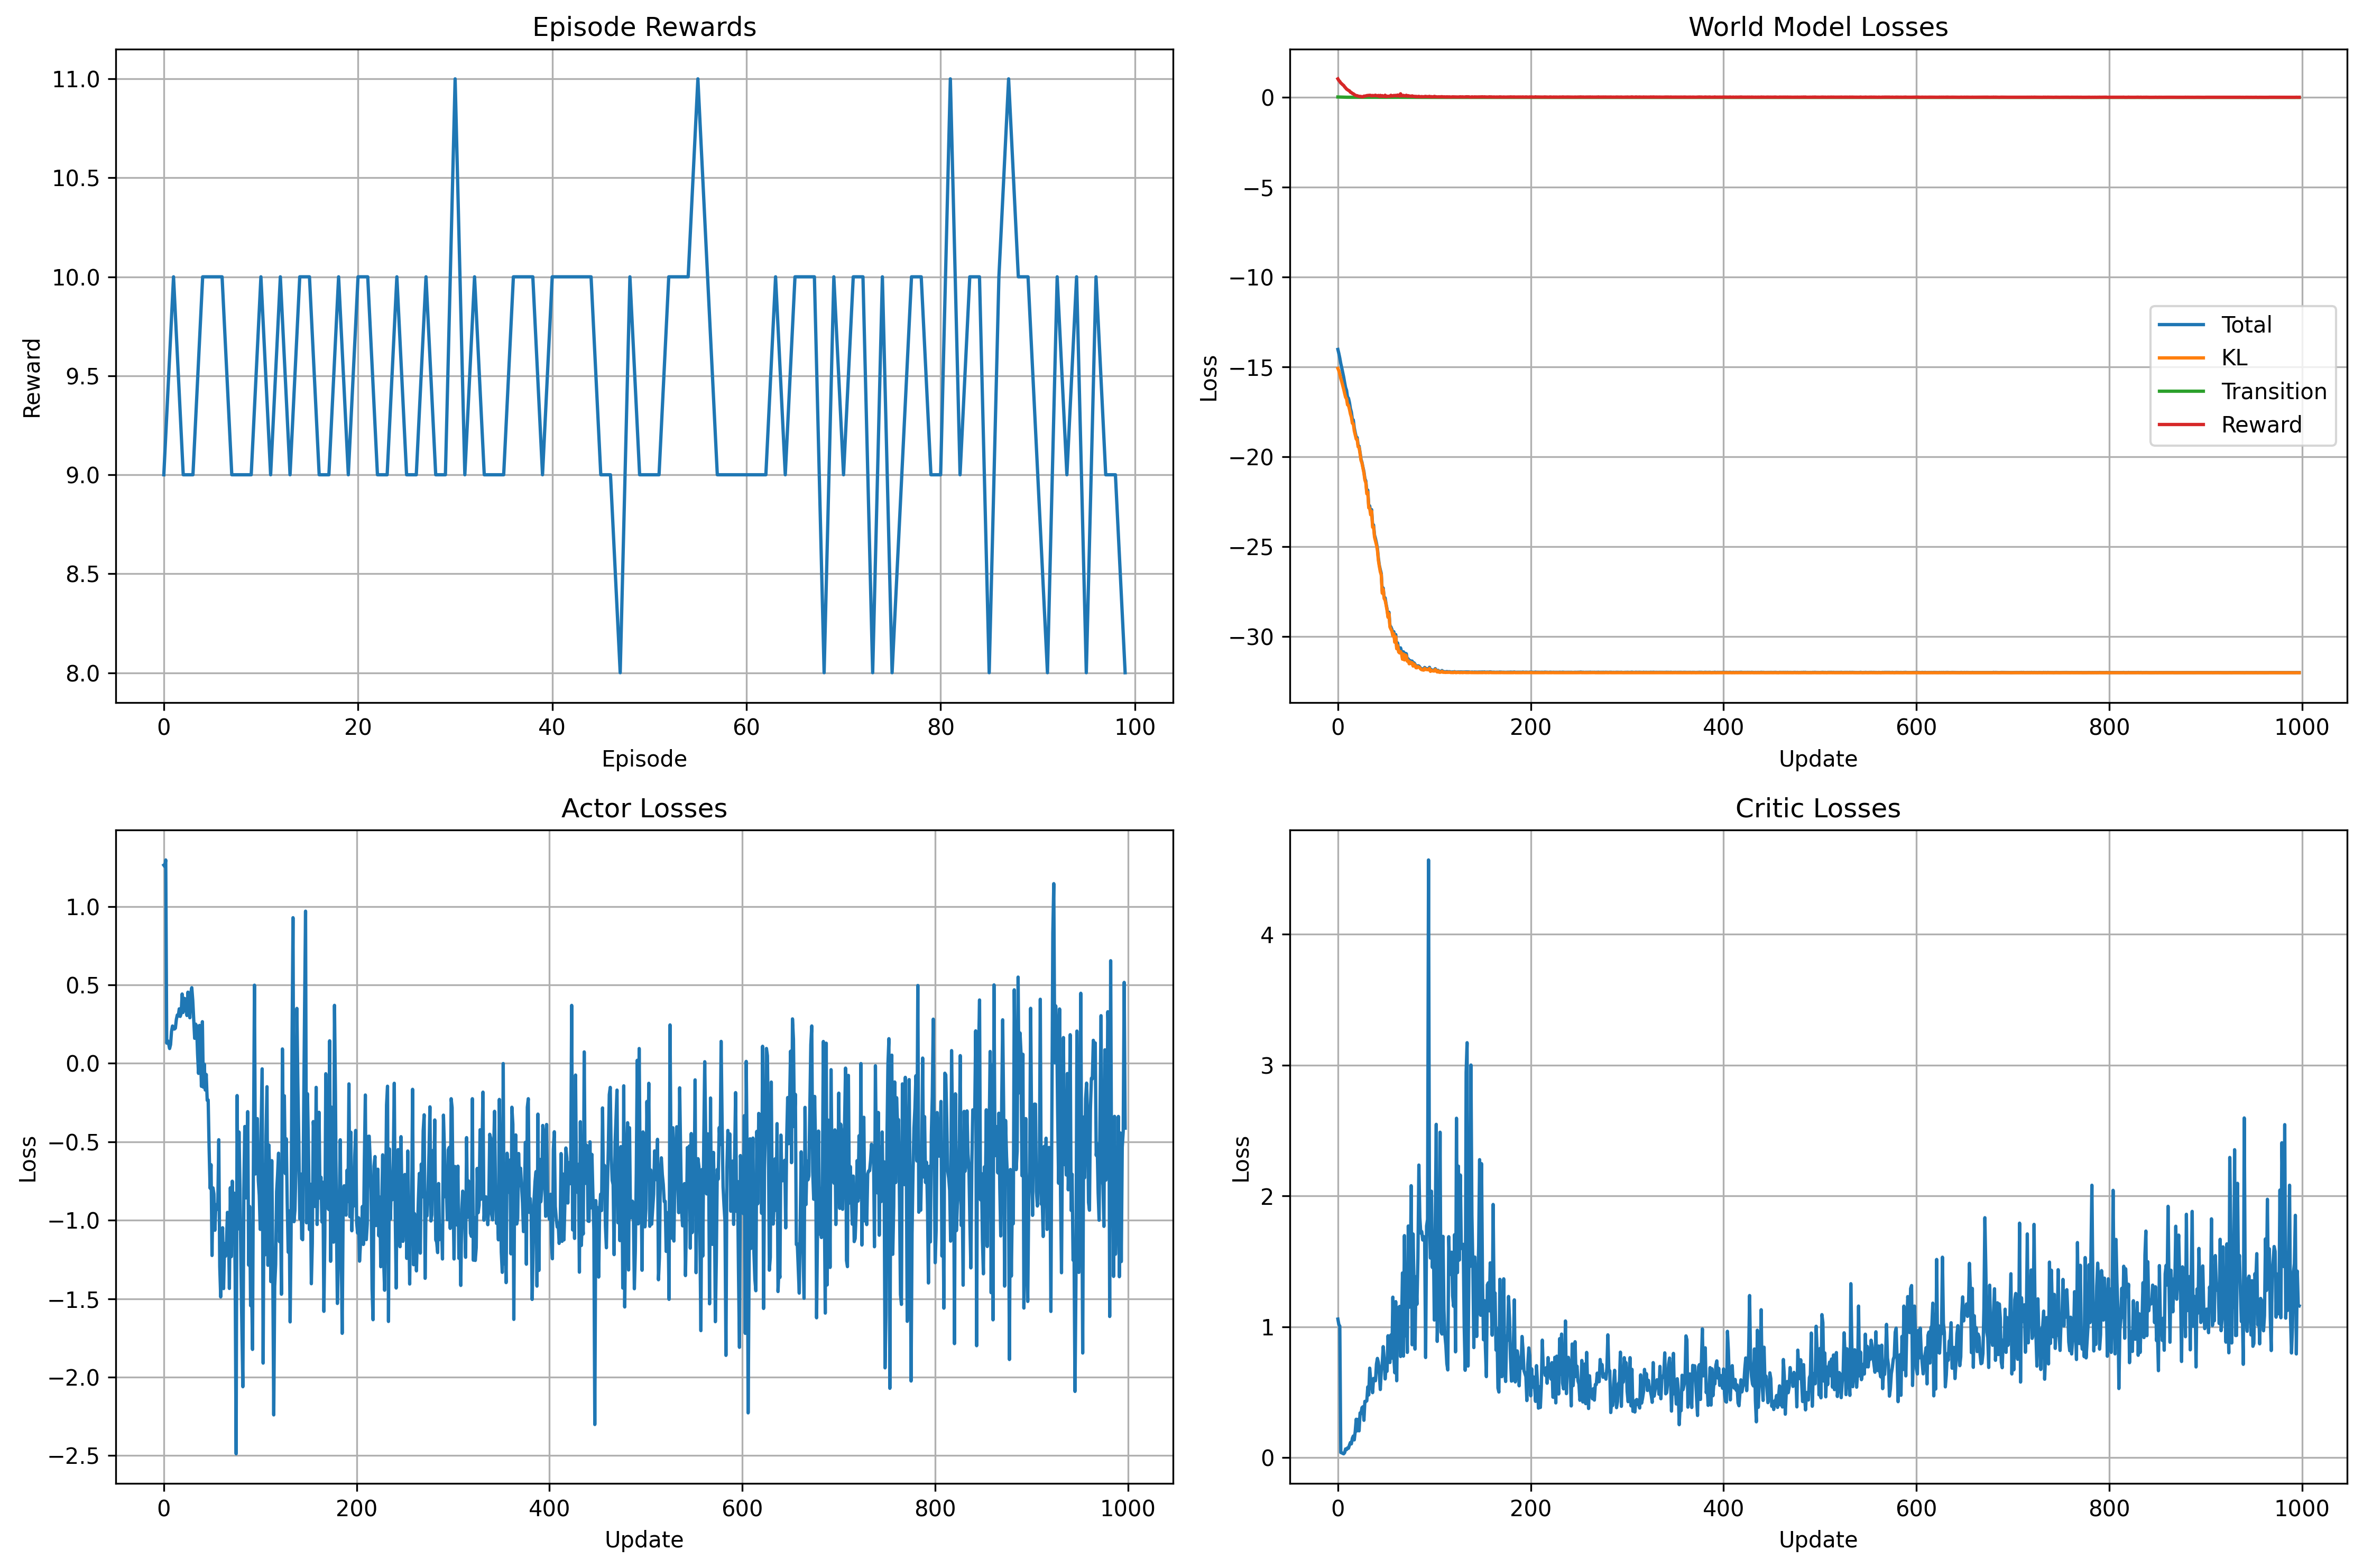 Episode Rewards
11.0
10.5
10.0
9.5
9.0
8.5
8.0
Reward
0 20 40 60 80 100
Episode
World Model Losses
0
−5
−10
−15
−20
−25
−30
Loss
Total
KL
Transition
Reward
0 200 400 600 800 1000
Update
Actor Losses
1.0
0.5
0.0
−0.5
−1.0
−1.5
−2.0
−2.5
Loss
0 200 400 600 800 1000
Update
Critic Losses
4
3
2
1
0
Loss
0 200 400 600 800 1000
Update